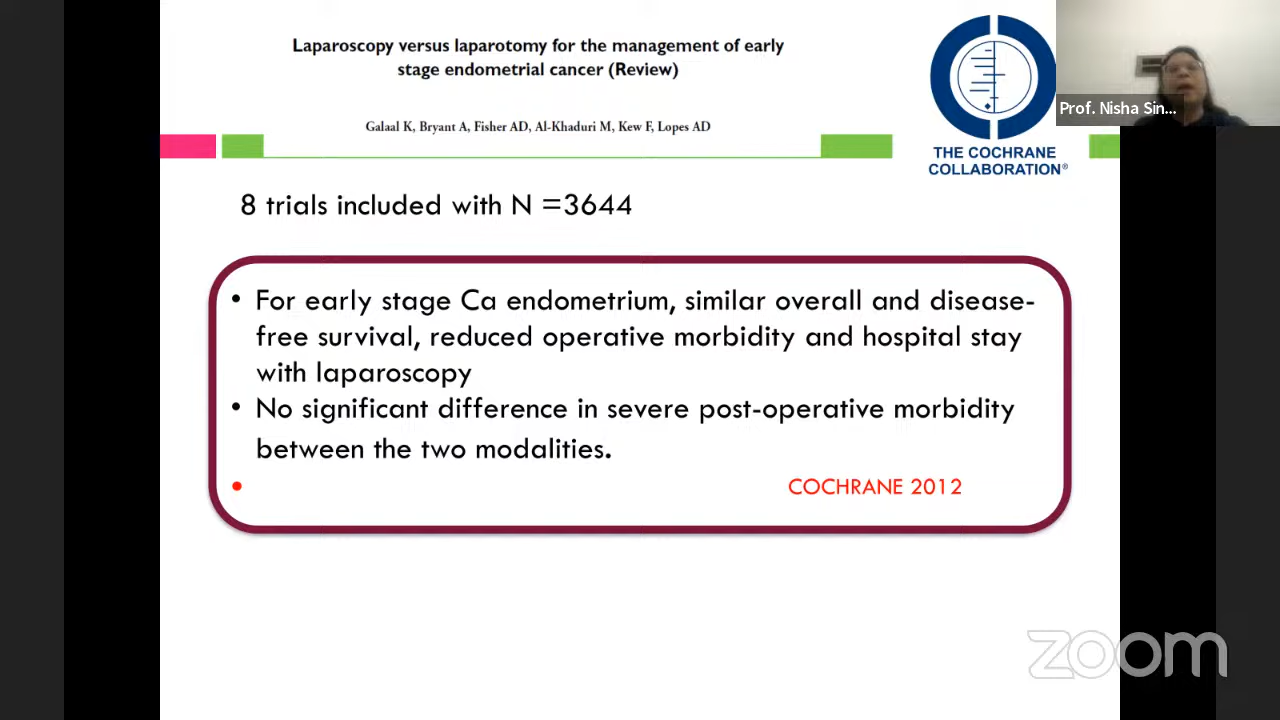 Laparoscopy versus laparotomy for the management of early
stage endometrial cancer (Review)
Galaal K, Bryant A, Fisher AD, Al-Khaduri M, Kew F, Lopes AD
THE COCHRANE
COLLABORATION®
Prof. Nisha Sin...
8 trials included with N =3644
• For early stage Ca endometrium, similar overall and disease-
free survival, reduced operative morbidity and hospital stay
with laparoscopy
• No significant difference in severe post-operative morbidity
between the two modalities.
• COCHRANE 2012
zoom